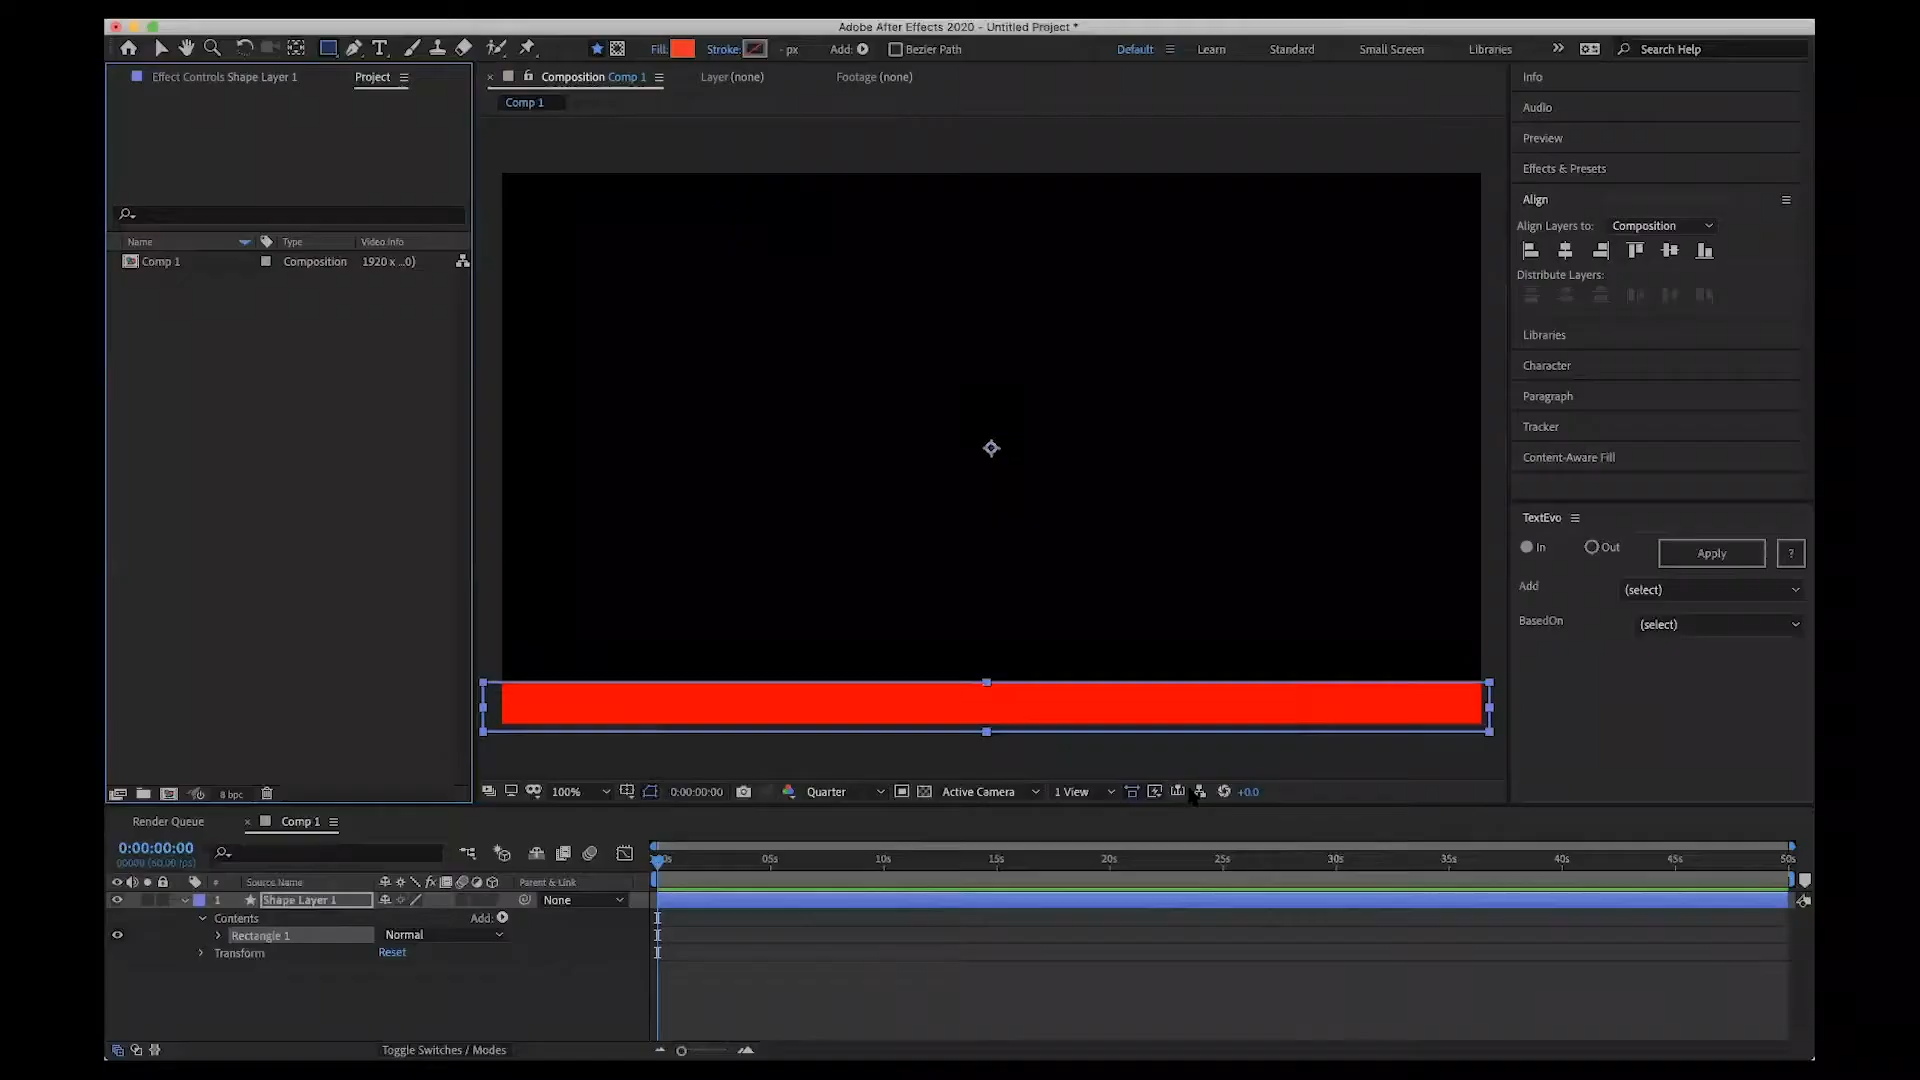 Adobe After Effects 2020 - Untitled Project *
Fill: Stroke: - px Add: Bezier Path Default Learn Standard Small Screen Libraries Search Help
Effect Controls Shape Layer 1 Project
Composition Comp 1 Layer (none) Footage (none)
Comp 1
Name Type Video Info
Comp 1 Composition 1920 x ...0)
Info
Audio
Preview
Effects & Presets
Align
Align Layers to: Composition
Distribute Layers:
Libraries
Character
Paragraph
Tracker
Content-Aware Fill
TextEvo
In Out Apply ?
Add (select)
BasedOn (select)
8 bpc
100% 0:00:00:00 Quarter Active Camera 1 View +0.0
Render Queue Comp 1
0:00:00:00
00000 (60.00 fps)
05s 10s 15s 20s 25s 30s 35s 40s 45s 50s
# Source Name fx Parent & Link
1 Shape Layer 1 None
Contents Add:
Rectangle 1 Normal
Transform Reset
Toggle Switches / Modes